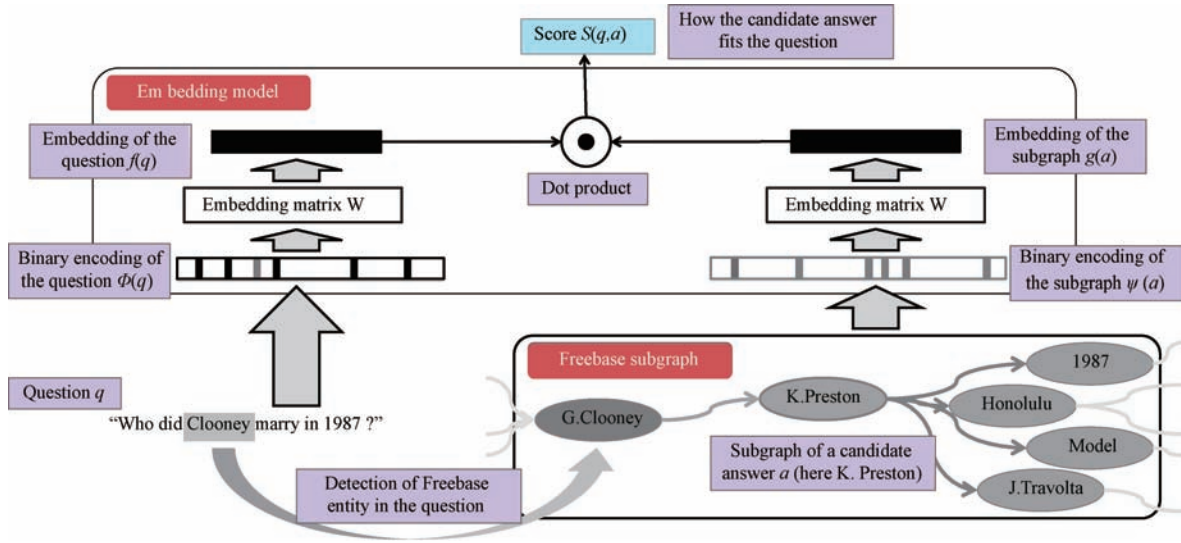 Score S(q,a)
How the candidate answer
fits the question
Em bedding model
Embedding of the
question f(q)
Embedding of the
subgraph g(a)
Dot product
Embedding matrix W
Embedding matrix W
Binary encoding of
the question Φ(q)
Binary encoding of
the subgraph ψ (a)
Freebase subgraph
1987
Question q
K.Preston
Honolulu
G.Clooney
“Who did Clooney marry in 1987 ?”
Model
Subgraph of a candidate
answer a (here K. Preston)
J.Travolta
Detection of Freebase
entity in the question